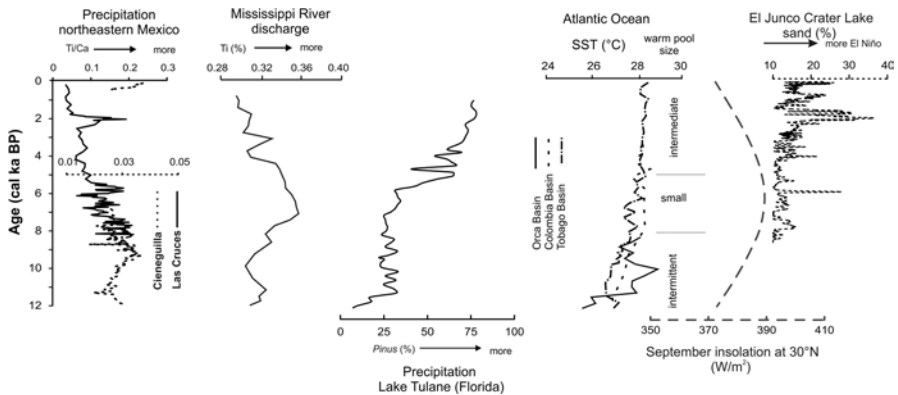 Precipitation
northeastern Mexico
Ti/Ca more
0 0.1 0.2 0.3
Mississippi River
discharge
Ti (%) more
0.28 0.32 0.36 0.40
Atlantic Ocean
SST (°C)
warm pool
size
24 26 28 30
El Junco Crater Lake
sand (%)
more El Niño
10 20 30 40
Age (cal ka BP)
0
2
4
6
8
10
12
0.01 0.03 0.05
Cieneguilla
Las Cruces
Orca Basin
Colombia Basin
Tobago Basin
intermediate
small
intermittent
0 25 50 75 100
Pinus (%) more
Precipitation
Lake Tulane (Florida)
350 370 390 410
September insolation at 30°N
(W/m²)